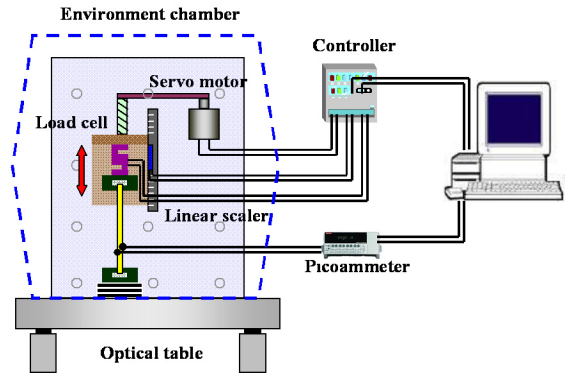 Environment chamber
Controller
Servo motor
Load cell
Linear scaler
Picoammeter
Optical table